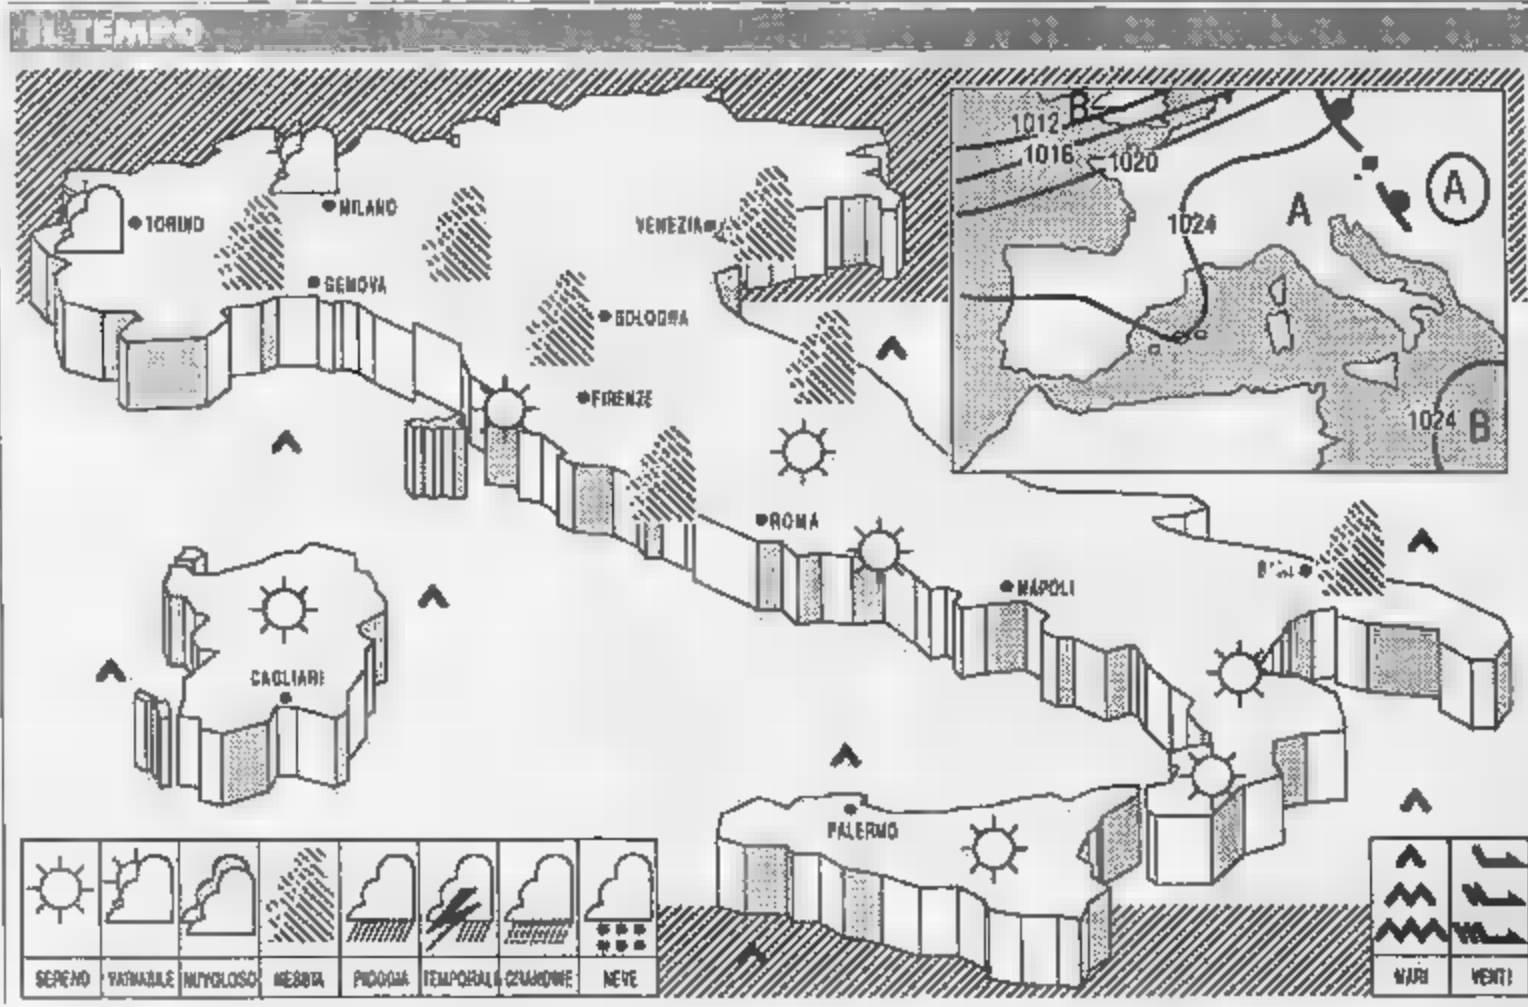 IL TEMPO
TORINO
MILANO
VENEZIA
GENOVA
BOLOGNA
FIRENZE
ROMA
NAPOLI
CAGLIARI
PALERMO
B
1012
1016
1020
1024
A
A
1024
B
SERENO
VARIABILE
NUVOLOSO
NEBBIA
PIOGGIA
TEMPORALE
NEVE
MARI
VENTI